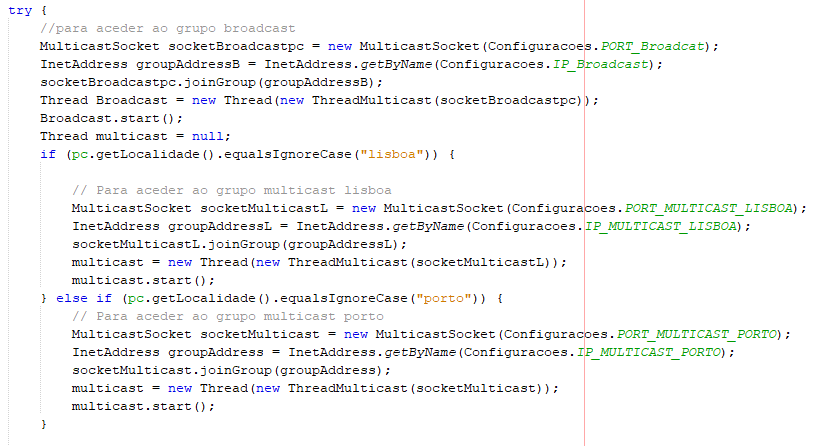 try {
//para aceder ao grupo broadcast
MulticastSocket socketBroadcastpc = new MulticastSocket(Configuracoes.PORT_Broadcat);
InetAddress groupAddressB = InetAddress.getByName(Configuracoes.IP_Broadcast);
socketBroadcastpc.joinGroup(groupAddressB);
Thread Broadcast = new Thread(new ThreadMulticast(socketBroadcastpc));
Broadcast.start();
Thread multicast = null;
if (pc.getLocalidade().equalsIgnoreCase("lisboa")) {
// Para aceder ao grupo multicast lisboa
MulticastSocket socketMulticastL = new MulticastSocket(Configuracoes.PORT_MULTICAST_LISBOA);
InetAddress groupAddressL = InetAddress.getByName(Configuracoes.IP_MULTICAST_LISBOA);
socketMulticastL.joinGroup(groupAddressL);
multicast = new Thread(new ThreadMulticast(socketMulticastL));
multicast.start();
} else if (pc.getLocalidade().equalsIgnoreCase("porto")) {
// Para aceder ao grupo multicast porto
MulticastSocket socketMulticast = new MulticastSocket(Configuracoes.PORT_MULTICAST_PORTO);
InetAddress groupAddress = InetAddress.getByName(Configuracoes.IP_MULTICAST_PORTO);
socketMulticast.joinGroup(groupAddress);
multicast = new Thread(new ThreadMulticast(socketMulticast));
multicast.start();
}